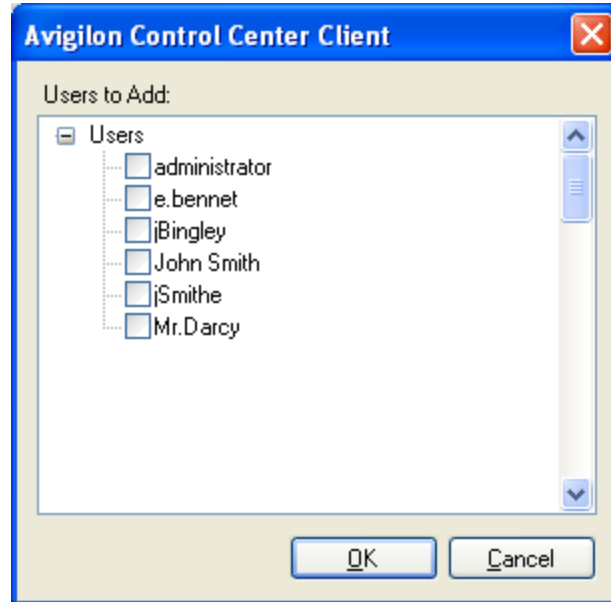 Avigilon Control Center Client
Users to Add:
Users
administrator
e.bennet
jBingley
John Smith
jSmithe
Mr.Darcy
OK
Cancel